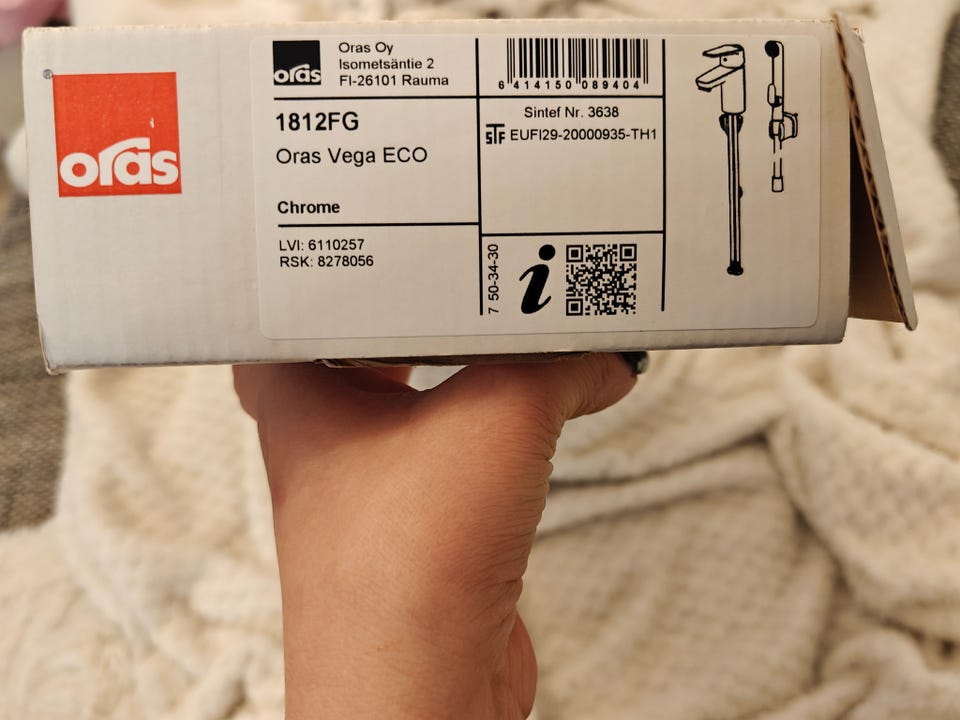 ®
oras
oras
Oras Oy
Isometsäntie 2
FI-26101 Rauma
1812FG
Oras Vega ECO
Chrome
LVI: 6110257
RSK: 8278056
6 414150 089404
Sintef Nr. 3638
STF EUFI29-20000935-TH1
7 50-34-30
i